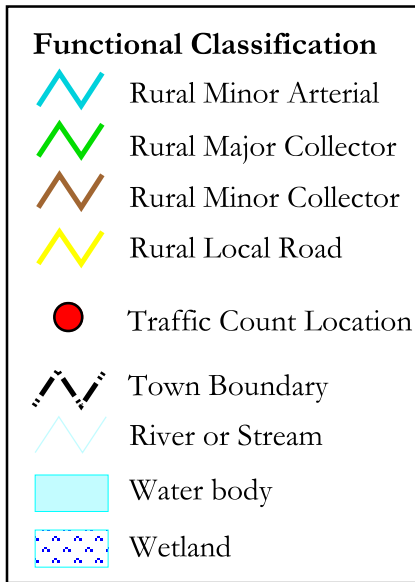 Functional Classification
Rural Minor Arterial
Rural Major Collector
Rural Minor Collector
Rural Local Road
Traffic Count Location
Town Boundary
River or Stream
Water body
Wetland